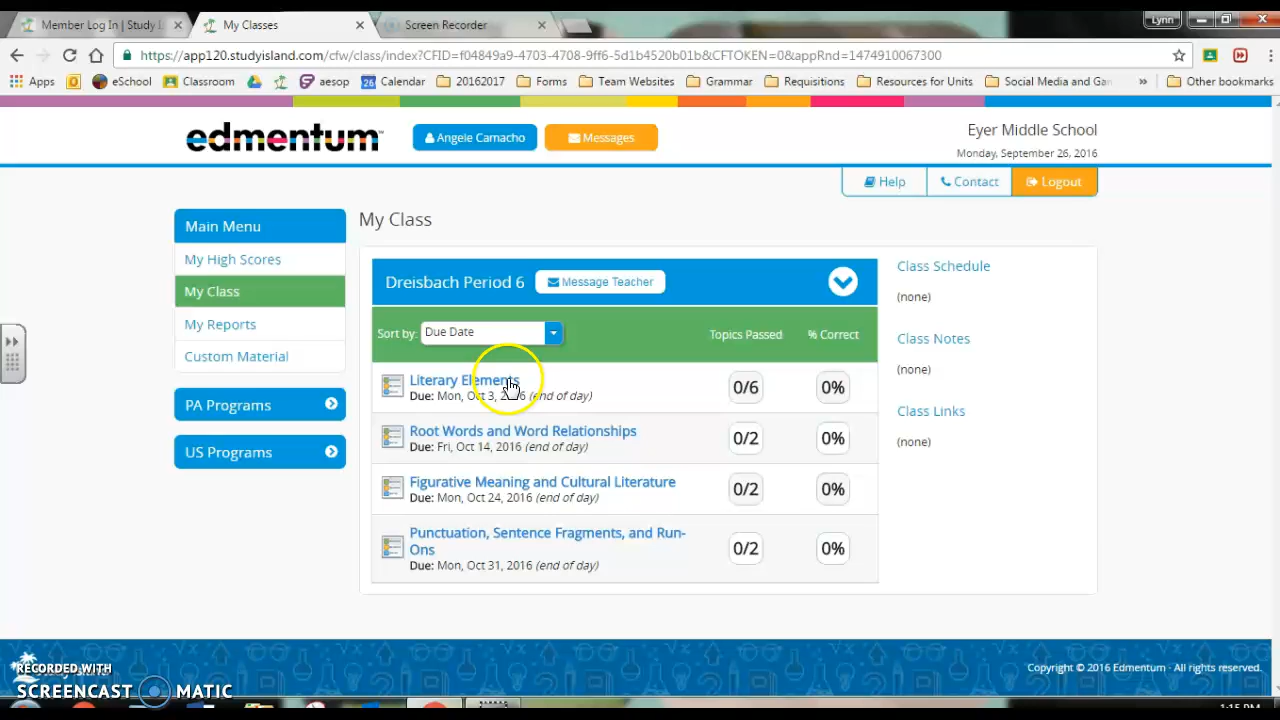 Member Log In | Study I
My Classes
Screen Recorder
Lynn
https://app120.studyisland.com/cfw/class/index?CFID=f04849a9-4703-4708-9ff6-5d1b4520b01b&CFTOKEN=0&appRnd=1474910067300
Apps eSchool Classroom aesop Calendar 20162017 Forms Team Websites Grammar Requisitions Resources for Units Social Media and Gar » Other bookmarks
edmentum™
Angele Camacho
Messages
Eyer Middle School
Monday, September 26, 2016
Help
Contact
Logout
Main Menu
My High Scores
My Class
My Reports
Custom Material
PA Programs
US Programs
My Class
Dreisbach Period 6
Message Teacher
Sort by: Due Date
Topics Passed
% Correct
Literary Elements
Due: Mon, Oct 3, 2016 (end of day)
0/6
0%
Root Words and Word Relationships
Due: Fri, Oct 14, 2016 (end of day)
0/2
0%
Figurative Meaning and Cultural Literature
Due: Mon, Oct 24, 2016 (end of day)
0/2
0%
Punctuation, Sentence Fragments, and Run-
Ons
Due: Mon, Oct 31, 2016 (end of day)
0/2
0%
Class Schedule
(none)
Class Notes
(none)
Class Links
(none)
Copyright © 2016 Edmentum - All rights reserved.
RECORDED WITH
SCREENCAST MATIC
1:15 PM